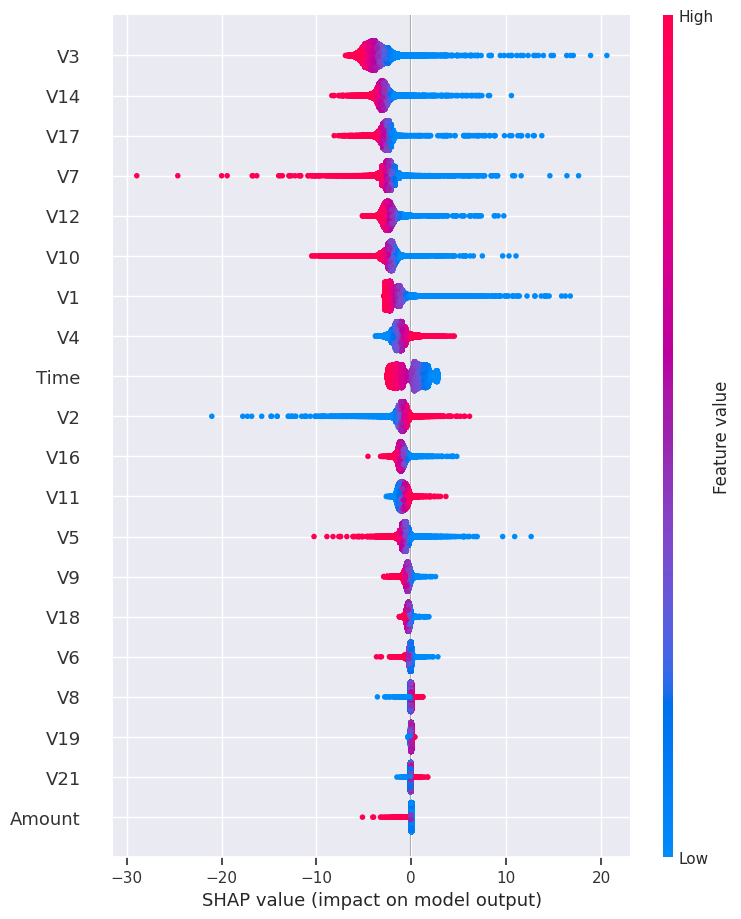 High
V3
V14
V17
V7
V12
V10
V1
V4
Time
V2
V16
V11
V5
V9
V18
V6
V8
V19
V21
Amount
Feature value
Low
−30 −20 −10 0 10 20
SHAP value (impact on model output)